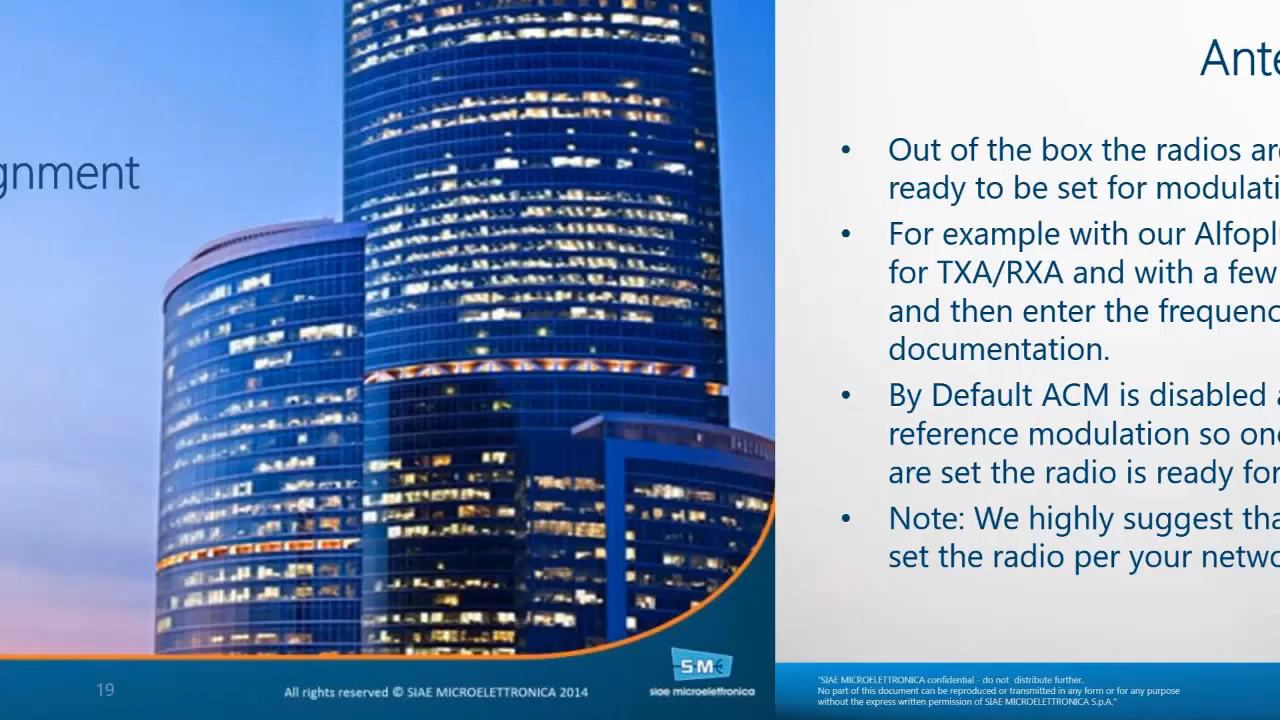 gnment
19
All rights reserved © SIAE MICROELETTRONICA 2014
SM
siae microelettronica
Ante
• Out of the box the radios are
ready to be set for modulati
• For example with our Alfoplu
for TXA/RXA and with a few
and then enter the frequenc
documentation.
• By Default ACM is disabled a
reference modulation so onc
are set the radio is ready for
• Note: We highly suggest tha
set the radio per your netwo
"SIAE MICROELETTRONICA confidential - do not distribute further.
No part of this document can be reproduced or transmitted in any form or for any purpose
without the express written permission of SIAE MICROELETTRONICA S.p.A."